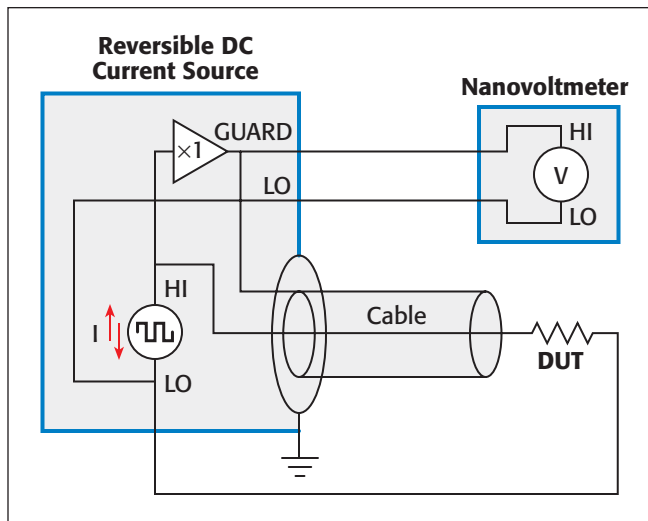 Reversible DC
Current Source
Nanovoltmeter
GUARD
×1
HI
LO
V
LO
HI
Cable
I
DUT
LO